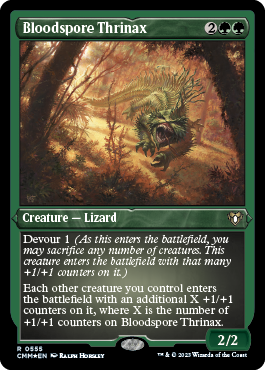 Bloodspore Thrinax 2
Creature — Lizard
Devour 1 (As this enters the battlefield, you
may sacrifice any number of creatures. This
creature enters the battlefield with that many
+1/+1 counters on it.)
Each other creature you control enters
the battlefield with an additional X +1/+1
counters on it, where X is the number of
+1/+1 counters on Bloodspore Thrinax.
2/2
R 0555
CMM★EN RALPH HORSLEY ™ & © 2023 Wizards of the Coast